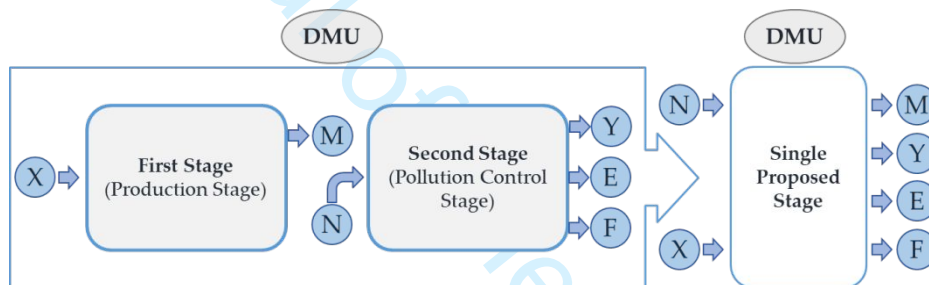 DMU
DMU
X
First Stage
(Production Stage)
M
N
Second Stage
(Pollution Control
Stage)
Y
E
F
N
X
Single
Proposed
Stage
M
Y
E
F